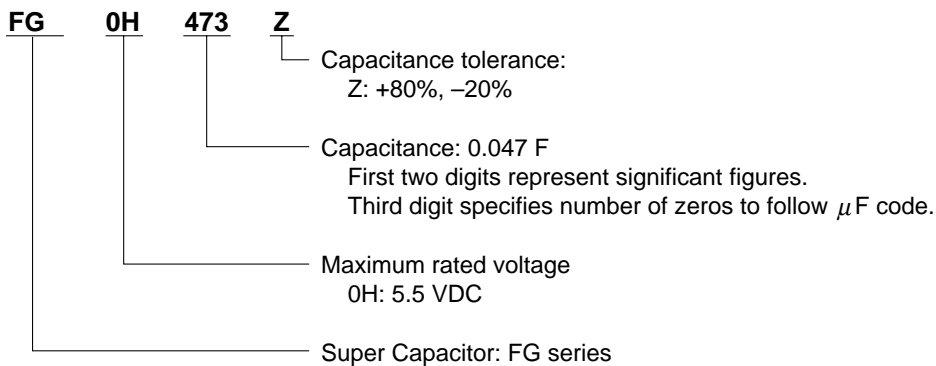 FG 0H 473 Z
Capacitance tolerance:
Z: +80%, –20%
Capacitance: 0.047 F
First two digits represent significant figures.
Third digit specifies number of zeros to follow μF code.
Maximum rated voltage
0H: 5.5 VDC
Super Capacitor: FG series